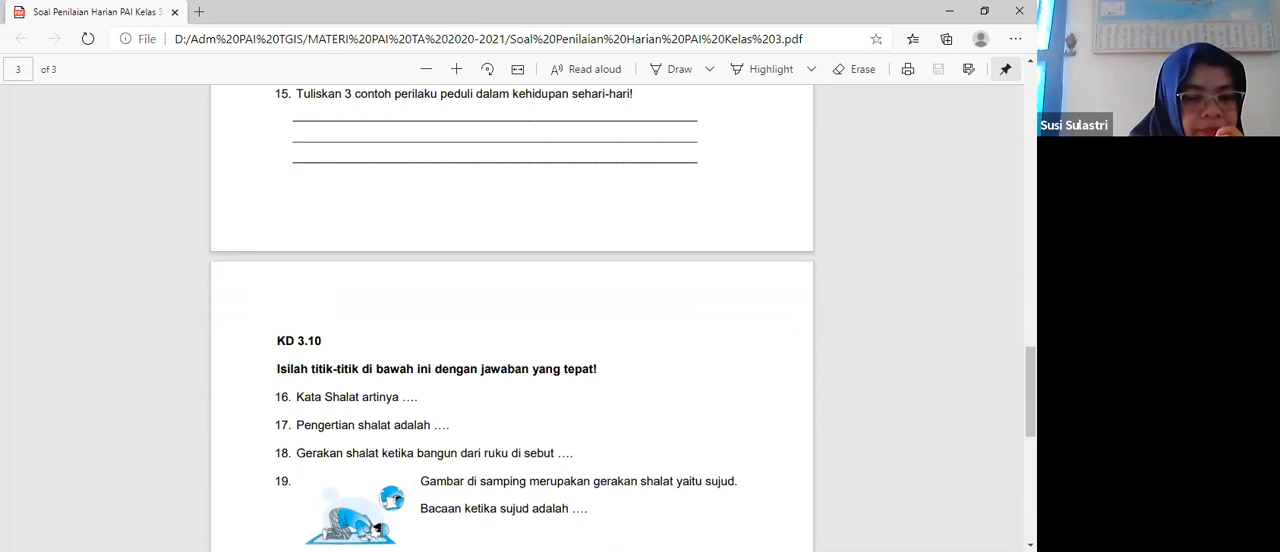 Soal Penilaian Harian PAI Kelas 3
File
D:/Adm%20PAI%20TGIS/MATERI%20PAI%20TA%202020-2021/Soal%20Penilaian%20Harian%20PAI%20Kelas%203.pdf
3 of 3
Read aloud
Draw
Highlight
Erase
15. Tuliskan 3 contoh perilaku peduli dalam kehidupan sehari-hari!
KD 3.10
Isilah titik-titik di bawah ini dengan jawaban yang tepat!
16. Kata Shalat artinya ....
17. Pengertian shalat adalah ....
18. Gerakan shalat ketika bangun dari ruku di sebut ....
19. Gambar di samping merupakan gerakan shalat yaitu sujud.
Bacaan ketika sujud adalah ....
Susi Sulastri